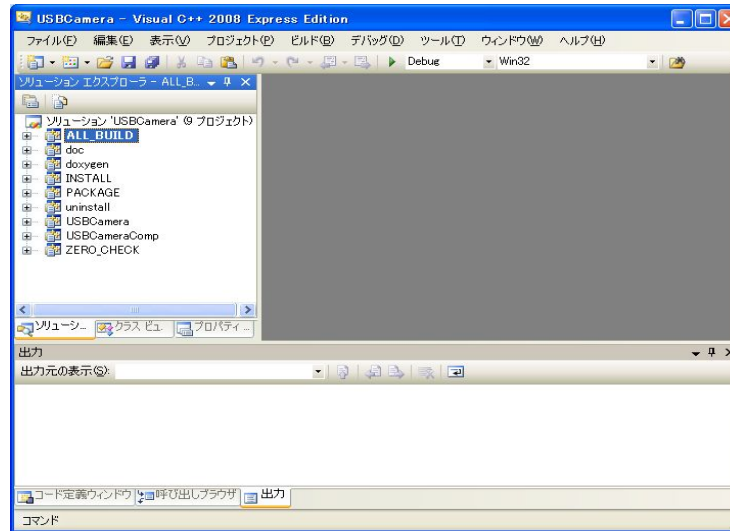 USBCamera - Visual C++ 2008 Express Edition
ファイル(F) 編集(E) 表示(V) プロジェクト(P) ビルド(B) デバッグ(D) ツール(T) ウィンドウ(W) ヘルプ(H)
Debug Win32
ソリューション エクスプローラ - ALL_B...
ソリューション 'USBCamera' (9 プロジェクト)
ALL_BUILD
doc
doxygen
INSTALL
PACKAGE
uninstall
USBCamera
USBCameraComp
ZERO_CHECK
ソリューシ... クラス ビュー プロパティ ...
出力
出力元の表示(S):
コード定義ウィンドウ 呼び出しブラウザ 出力
コマンド